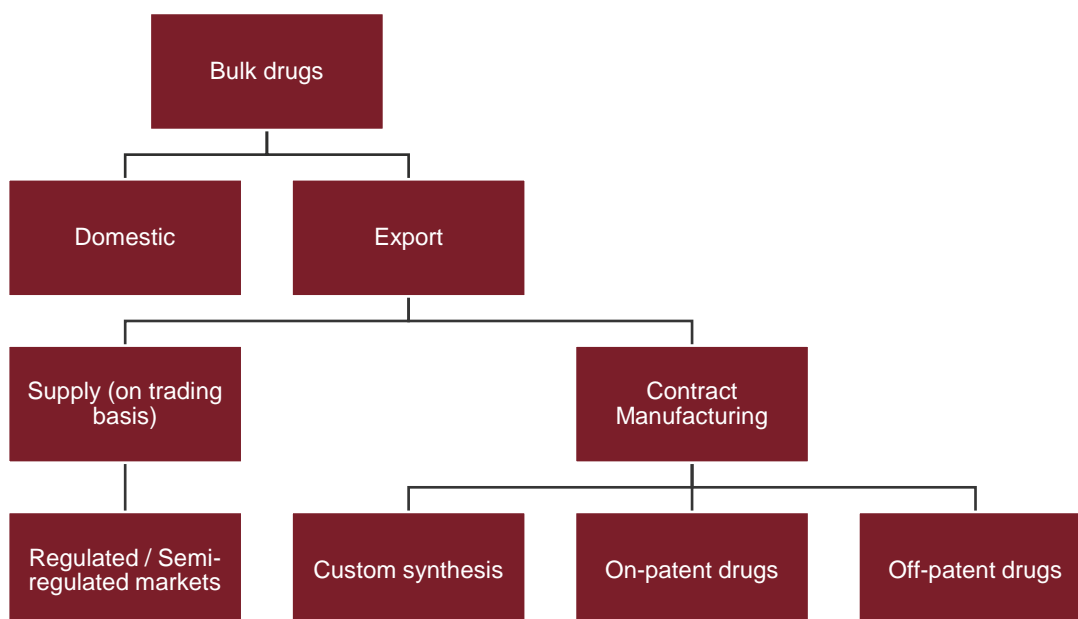 Bulk drugs
Domestic
Export
Supply (on trading
basis)
Contract
Manufacturing
Regulated / Semi-
regulated markets
Custom synthesis
On-patent drugs
Off-patent drugs